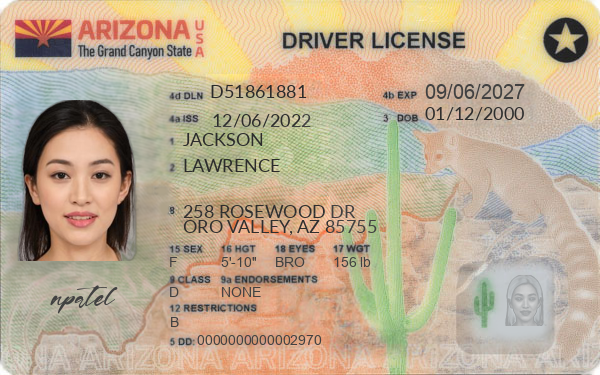 ARIZONA USA
The Grand Canyon State
DRIVER LICENSE
4d DLN D51861881
4b EXP 09/06/2027
4a ISS 12/06/2022
3 DOB 01/12/2000
1 JACKSON
2 LAWRENCE
8 258 ROSEWOOD DR
ORO VALLEY, AZ 85755
15 SEX 16 HGT 18 EYES 17 WGT
F 5'-10" BRO 156 lb
9 CLASS 9a ENDORSEMENTS
D NONE
12 RESTRICTIONS
B
npatel
5 DD: 0000000000002970
ARIZONA ARIZONA ARIZONA ARIZONA